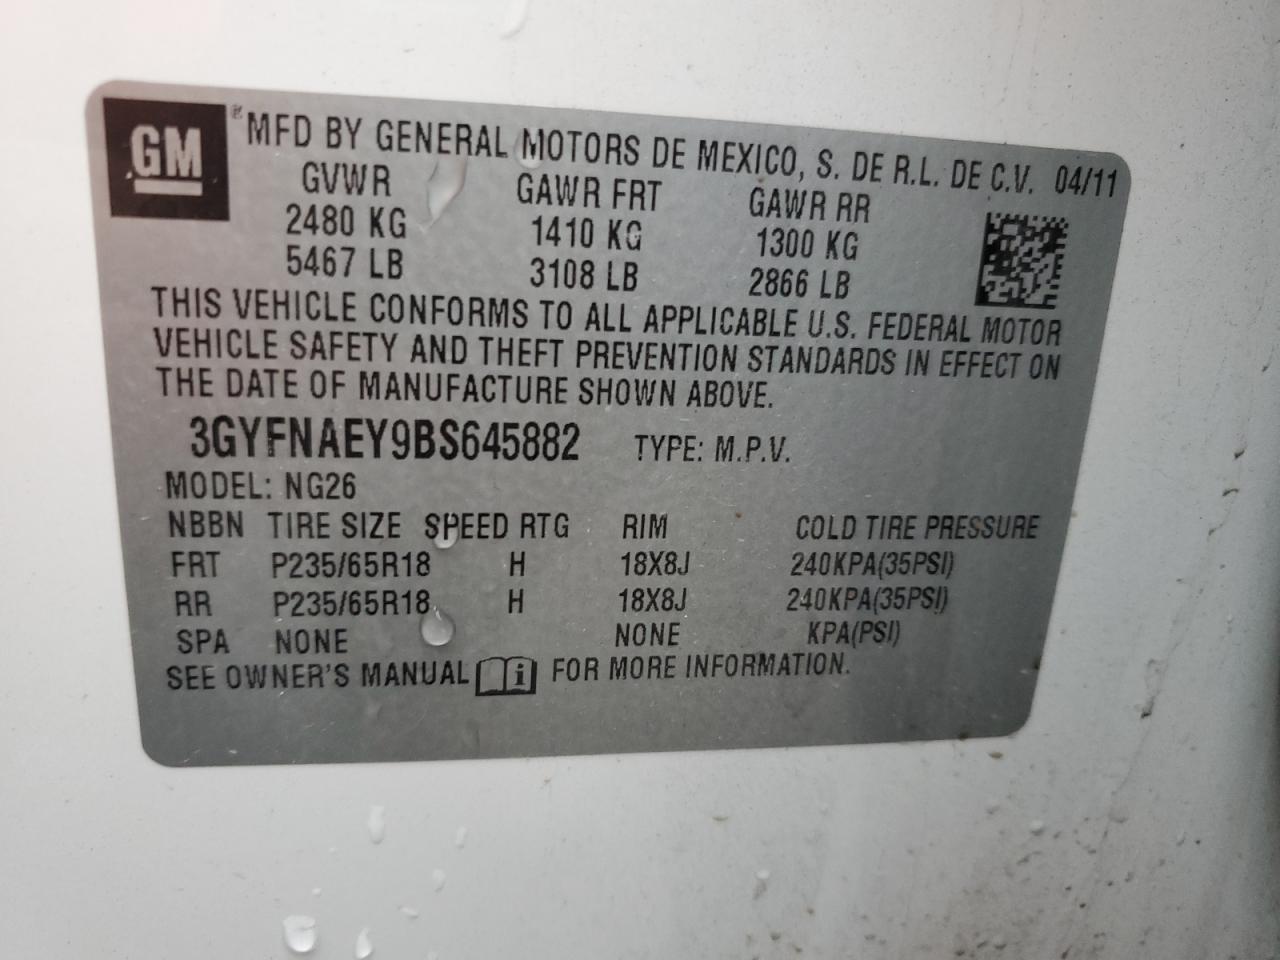 GM ® MFD BY GENERAL MOTORS DE MEXICO, S. DE R.L. DE C.V. 04/11
GVWR GAWR FRT GAWR RR
2480 KG 1410 KG 1300 KG
5467 LB 3108 LB 2866 LB
THIS VEHICLE CONFORMS TO ALL APPLICABLE U.S. FEDERAL MOTOR
VEHICLE SAFETY AND THEFT PREVENTION STANDARDS IN EFFECT ON
THE DATE OF MANUFACTURE SHOWN ABOVE.
3GYFNAEY9BS645882 TYPE: M.P.V.
MODEL: NG26
NBBN TIRE SIZE SPEED RTG RIM COLD TIRE PRESSURE
FRT P235/65R18 H 18X8J 240KPA(35PSI)
RR P235/65R18 H 18X8J 240KPA(35PSI)
SPA NONE NONE KPA(PSI)
SEE OWNER'S MANUAL i FOR MORE INFORMATION.